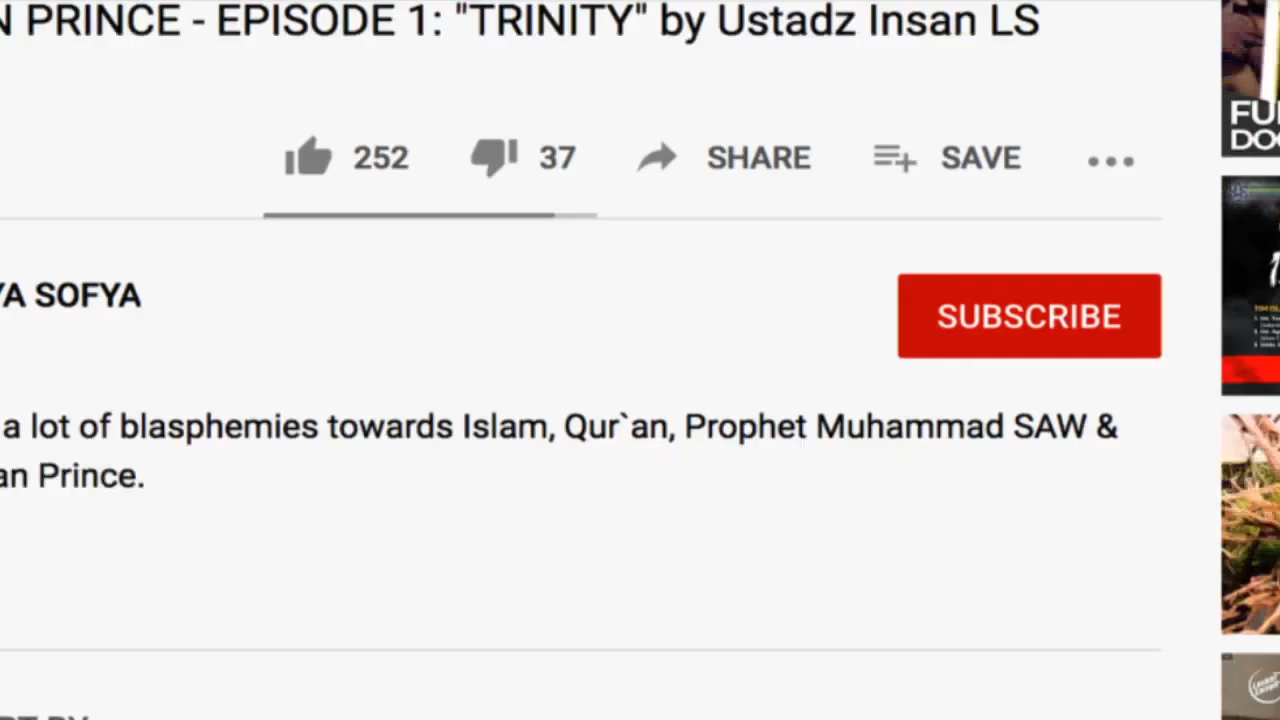 N PRINCE - EPISODE 1: "TRINITY" by Ustadz Insan LS
252 37 SHARE SAVE
YA SOFYA
SUBSCRIBE
a lot of blasphemies towards Islam, Qur`an, Prophet Muhammad SAW &
an Prince.